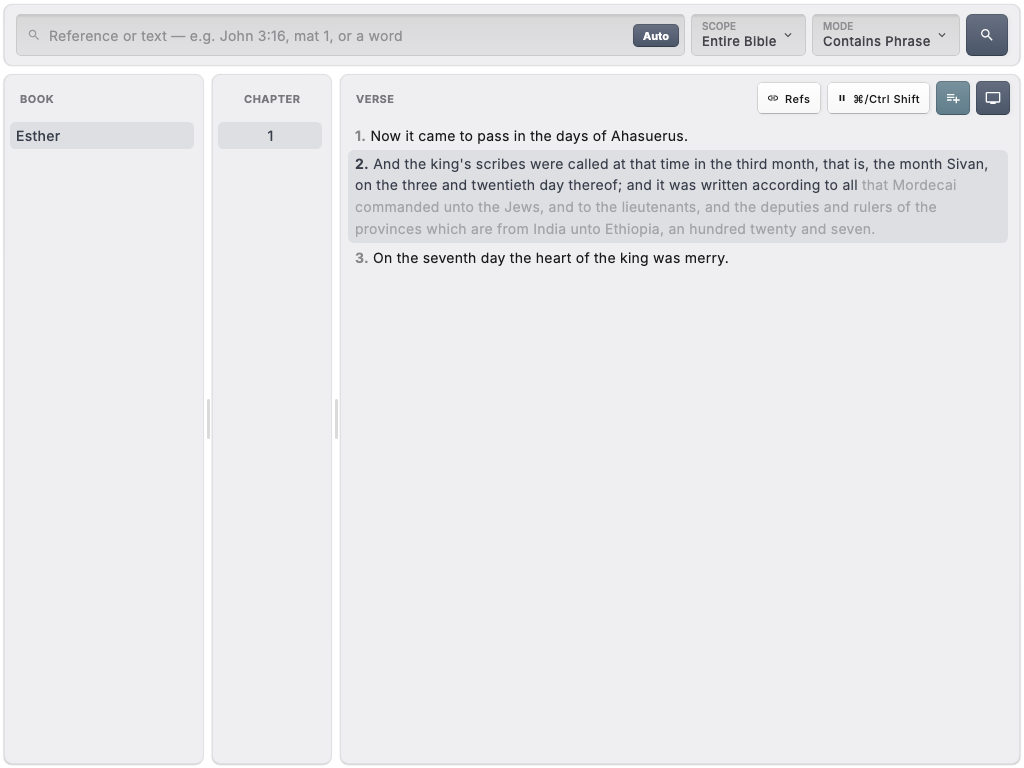 Reference or text — e.g. John 3:16, mat 1, or a word
Auto
SCOPE
Entire Bible
MODE
Contains Phrase
BOOK
CHAPTER
VERSE
Refs
⌘/Ctrl Shift
Esther
1
1. Now it came to pass in the days of Ahasuerus.
2. And the king's scribes were called at that time in the third month, that is, the month Sivan,
on the three and twentieth day thereof; and it was written according to all that Mordecai
commanded unto the Jews, and to the lieutenants, and the deputies and rulers of the
provinces which are from India unto Ethiopia, an hundred twenty and seven.
3. On the seventh day the heart of the king was merry.